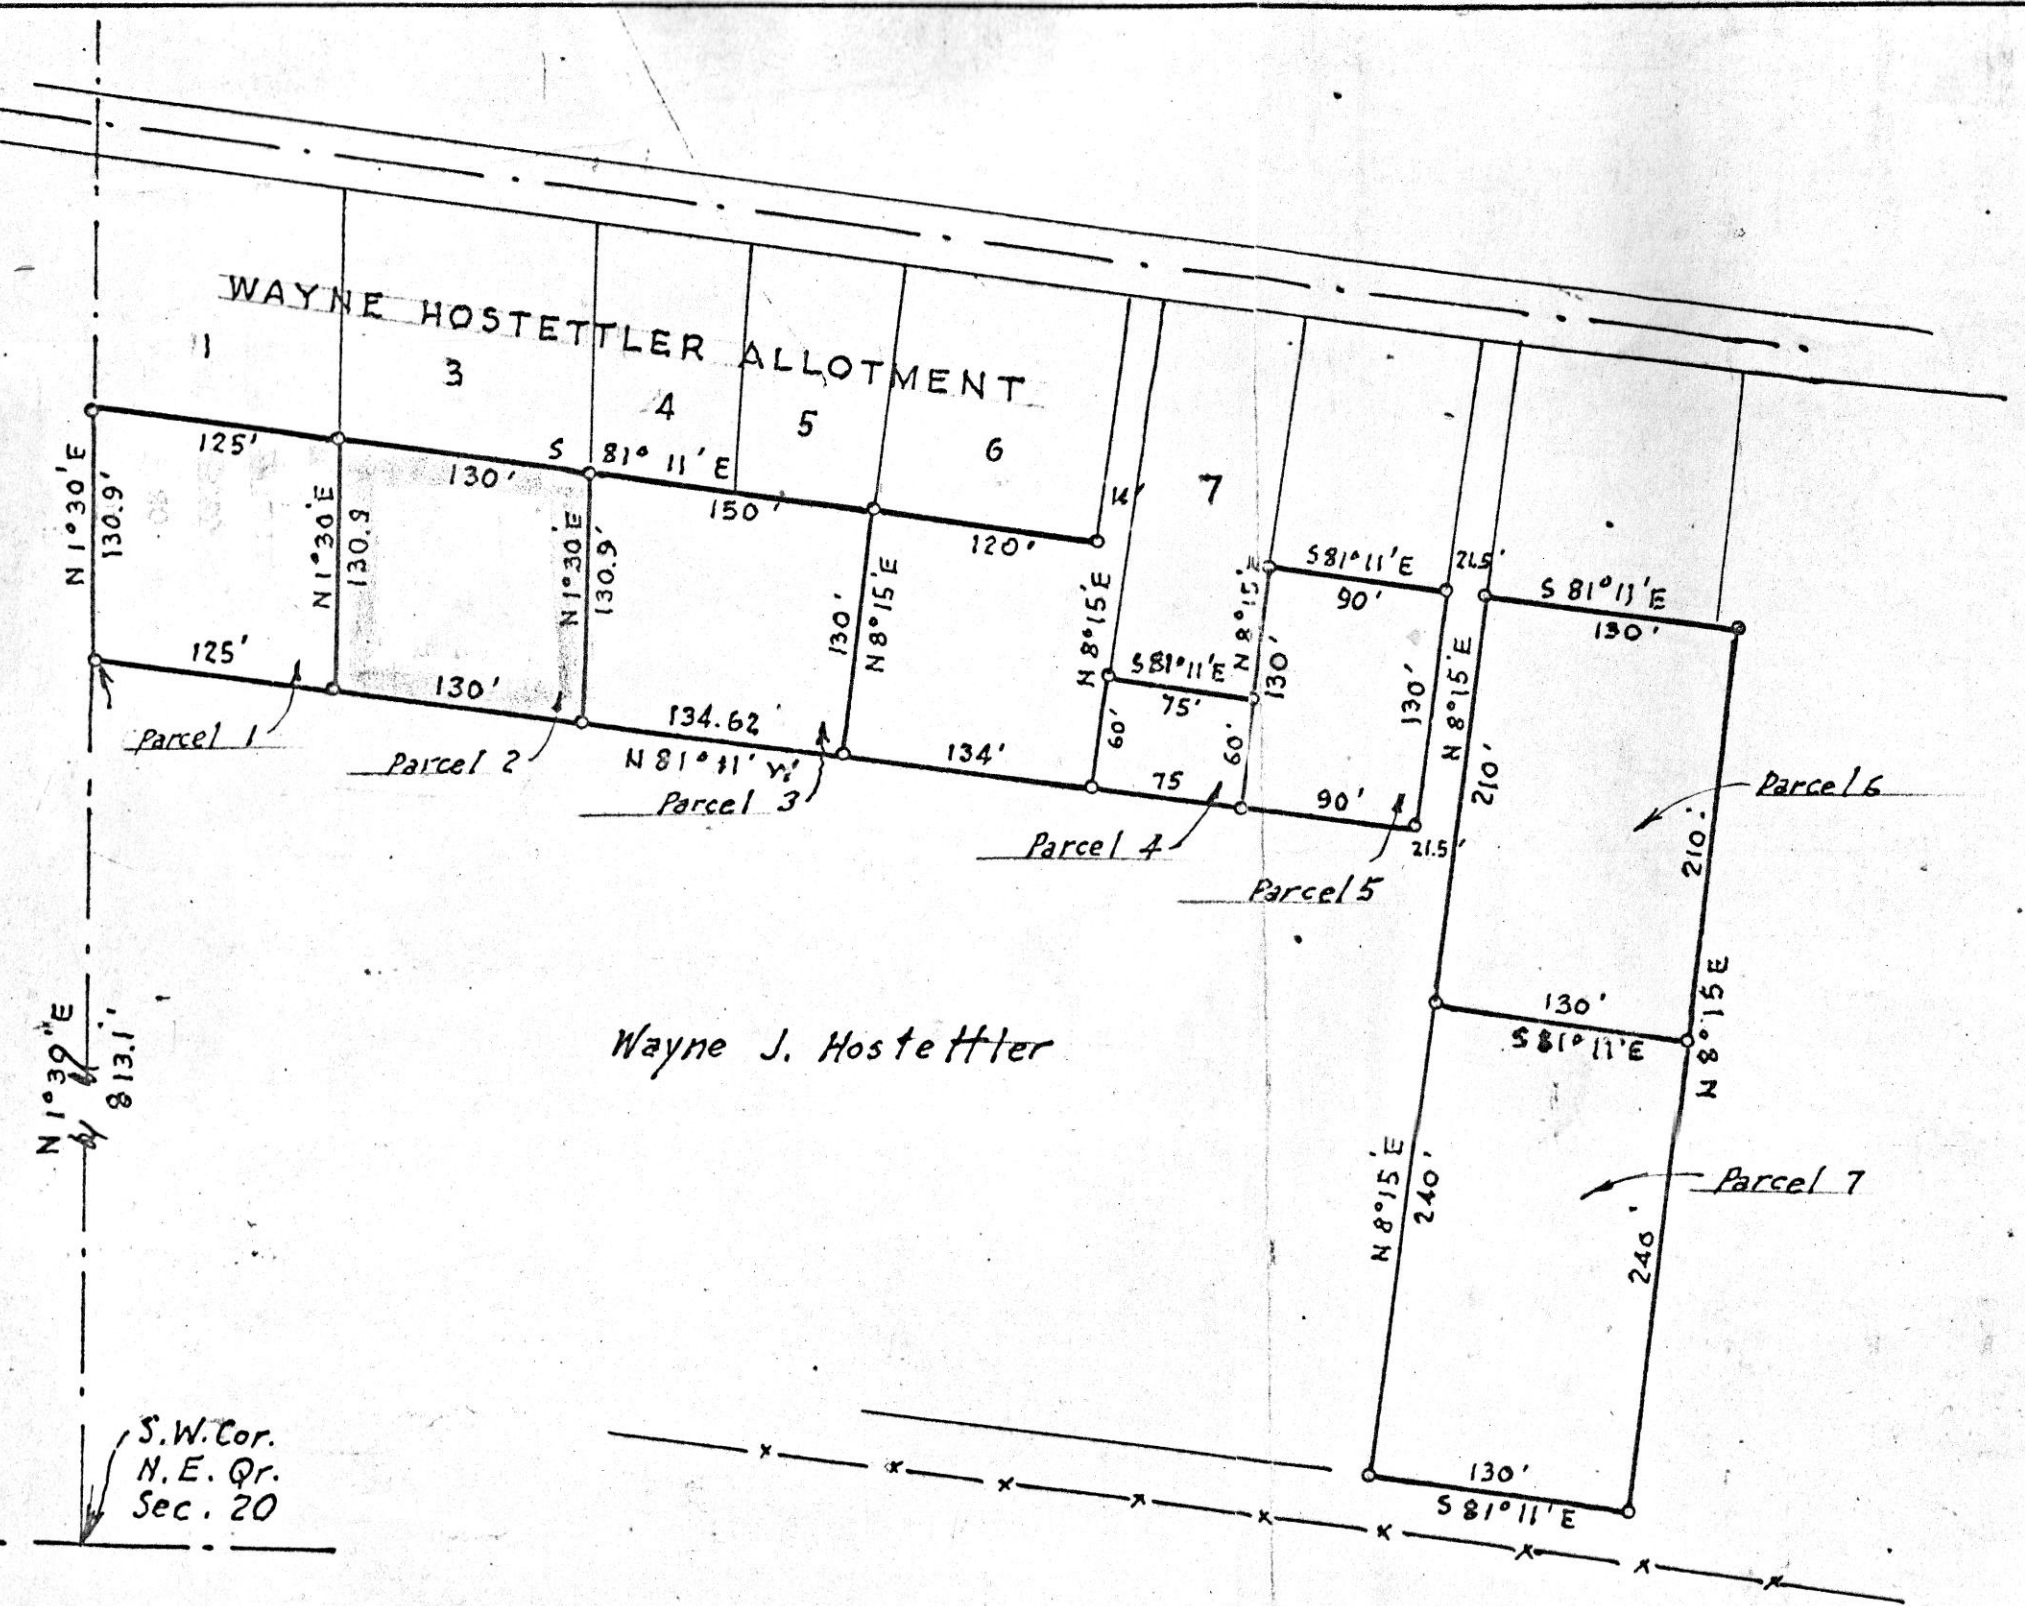 WAYNE HOSTETTLER ALLOTMENT
1
3
4
5
6
7
125'
130'
S 81° 11' E
150'
120'
14'
N 1°30' E
130.9'
N 1°30' E
130.9
N 1°30' E
130.9'
130'
N 8°15' E
N 8°15' E
N 8°15' E
130'
S 81°11' E
90'
21.5'
S 81°11' E
130'
S 81°11' E
75'
60'
60'
130'
N 8°15' E
210'
125'
130'
134.62'
N 81° 11' W
134'
75
90'
21.5'
Parcel 1
Parcel 2
Parcel 3
Parcel 4
Parcel 5
Parcel 6
210'
N 8°15 E
130'
S 81° 11' E
Wayne J. Hostettler
N 1°30" E
813.1'
N 8°15' E
240'
Parcel 7
240'
S.W. Cor.
N.E. Qr.
Sec. 20
130'
S 81°11' E